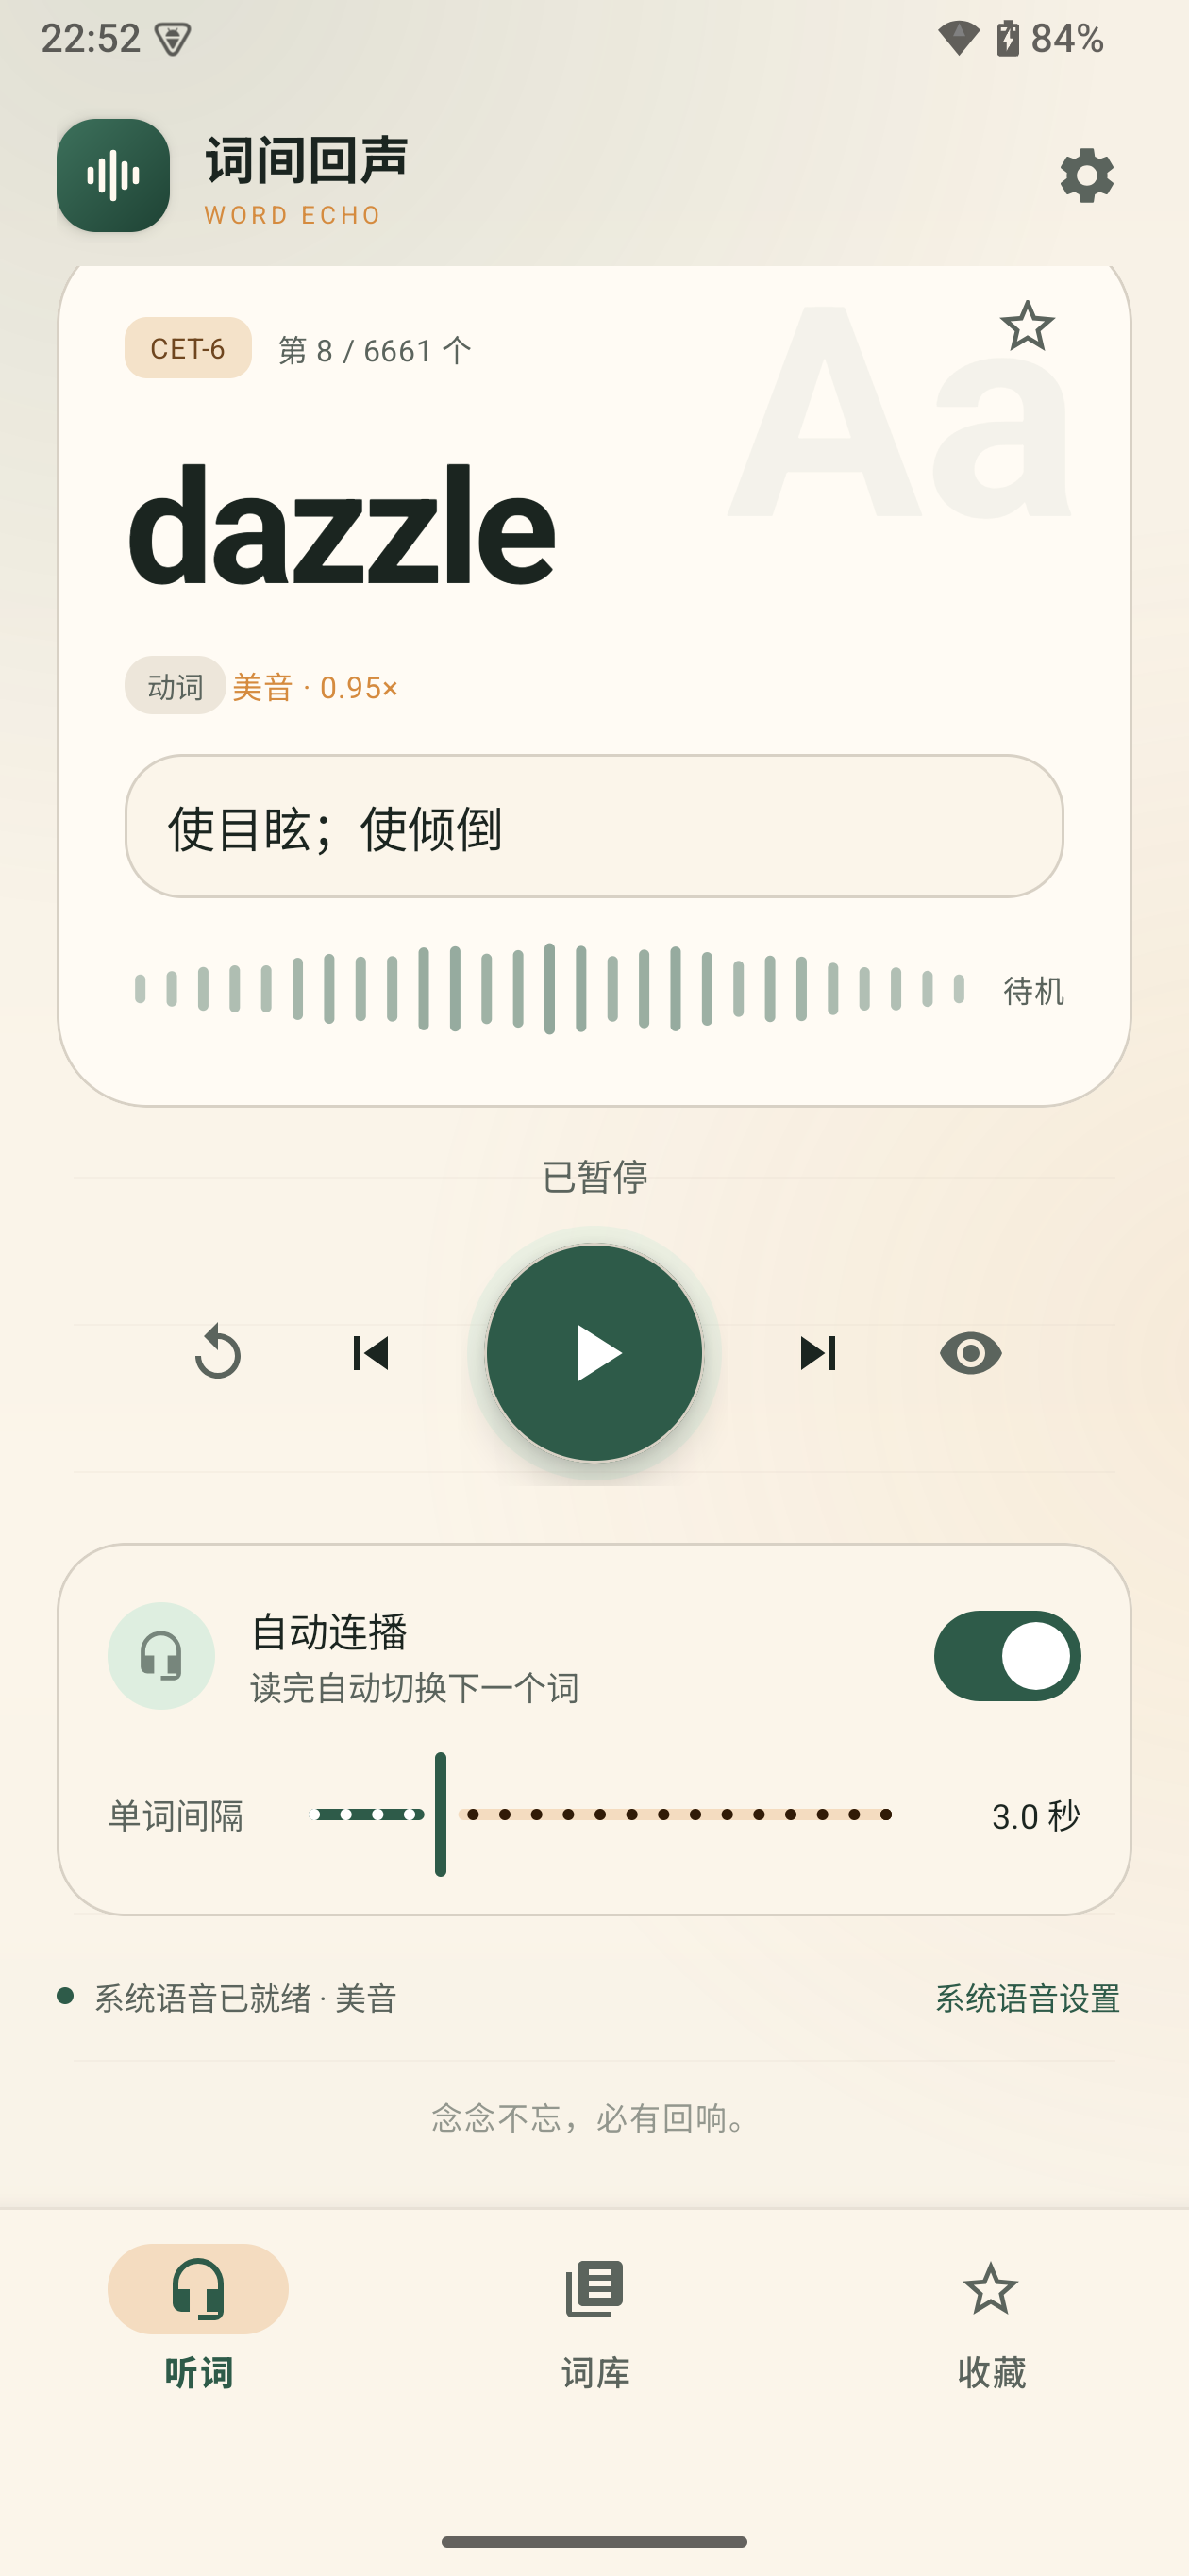 22:52
84%
词间回声
WORD ECHO
CET-6 第 8 / 6661 个
Aa
dazzle
动词 美音 · 0.95×
使目眩；使倾倒
待机
已暂停
自动连播
读完自动切换下一个词
单词间隔 3.0 秒
系统语音已就绪 · 美音 系统语音设置
念念不忘，必有回响。
听词 词库 收藏